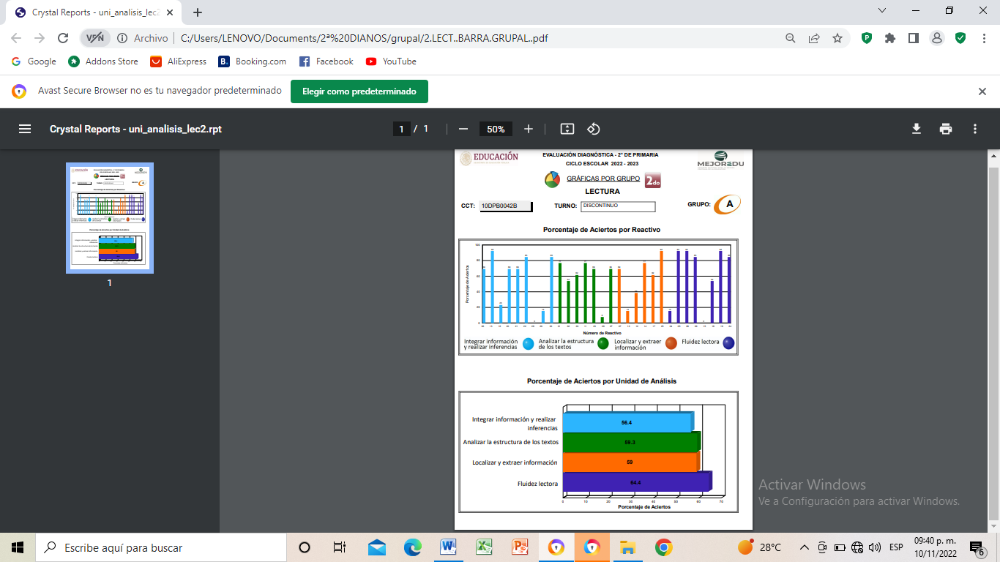 Crystal Reports - uni_analisis_lec2
VPN Archivo C:/Users/LENOVO/Documents/2ª%20DIANOS/grupal/2.LECT..BARRA.GRUPAL..pdf
Google Addons Store AliExpress Booking.com Facebook YouTube
Avast Secure Browser no es tu navegador predeterminado Elegir como predeterminado
Crystal Reports - uni_analisis_lec2.rpt 1 / 1 50%
1
EDUCACIÓN
EVALUACIÓN DIAGNÓSTICA - 2° DE PRIMARIA
CICLO ESCOLAR 2022 - 2023
MEJOREDU
GRÁFICAS POR GRUPO 2do
LECTURA
CCT: 10DPB0042B TURNO: DISCONTINUO GRUPO: A
Porcentaje de Aciertos por Reactivo
Porcentaje de Aciertos
100
80
60
40
20
0
Número de Reactivo
Integrar información y realizar inferencias
Analizar la estructura de los textos
Localizar y extraer información
Fluidez lectora
Porcentaje de Aciertos por Unidad de Análisis
Integrar información y realizar inferencias 56.4
Analizar la estructura de los textos 59.3
Localizar y extraer información 59
Fluidez lectora 64.4
0 10 20 30 40 50 60 70
Porcentaje de Aciertos
Activar Windows
Ve a Configuración para activar Windows.
Escribe aquí para buscar
28°C ESP 09:40 p. m.
10/11/2022
6